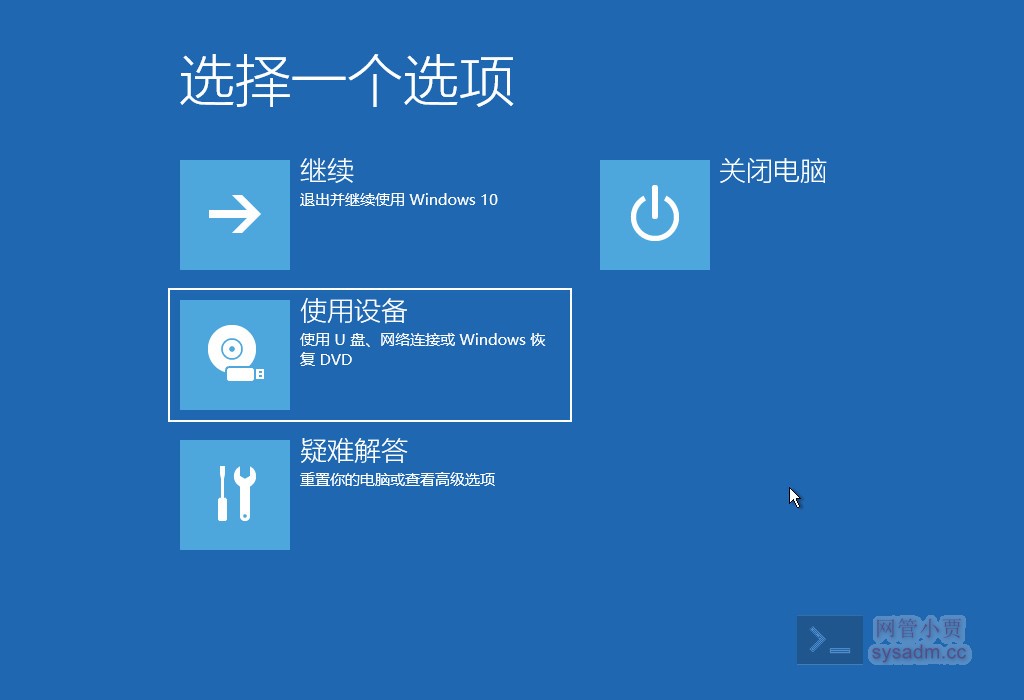 选择一个选项
继续
退出并继续使用 Windows 10
关闭电脑
使用设备
使用 U 盘、网络连接或 Windows 恢
复 DVD
疑难解答
重置你的电脑或查看高级选项
网管小贾
sysadm.cc